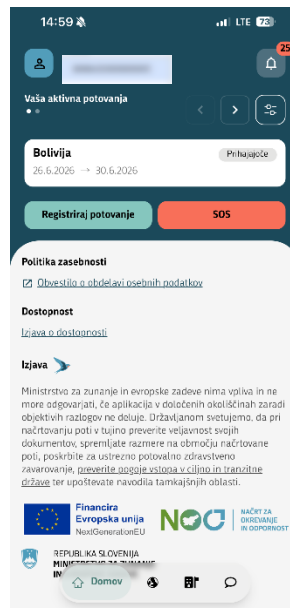 14:59
LTE 73
25
Vaša aktivna potovanja
Bolivija
Prihajajoče
26.6.2026 → 30.6.2026
Registriraj potovanje
SOS
Politika zasebnosti
Obvestilo o obdelavi osebnih podatkov
Dostopnost
Izjava o dostopnosti
Izjava
Ministrstvo za zunanje in evropske zadeve nima vpliva in ne
more odgovarjati, če aplikacija v določenih okoliščinah zaradi
objektivih razlogov ne deluje. Državljanom svetujemo, da pri
načrtovanju poti v tujino preverite veljavnost svojih
dokumentov, spremljate razmere na območju načrtovane
poti, poskrbite za ustrezno potovalno zdravstveno
zavarovanje, preverite pogoje vstopa v ciljno in tranzitne
države ter upoštevate navodila tamkajšnjih oblasti.
Financira
Evropska unija
NextGenerationEU
NOO
NAČRT ZA
OKREVANJE
IN ODPORNOST
REPUBLIKA SLOVENIJA
Domov